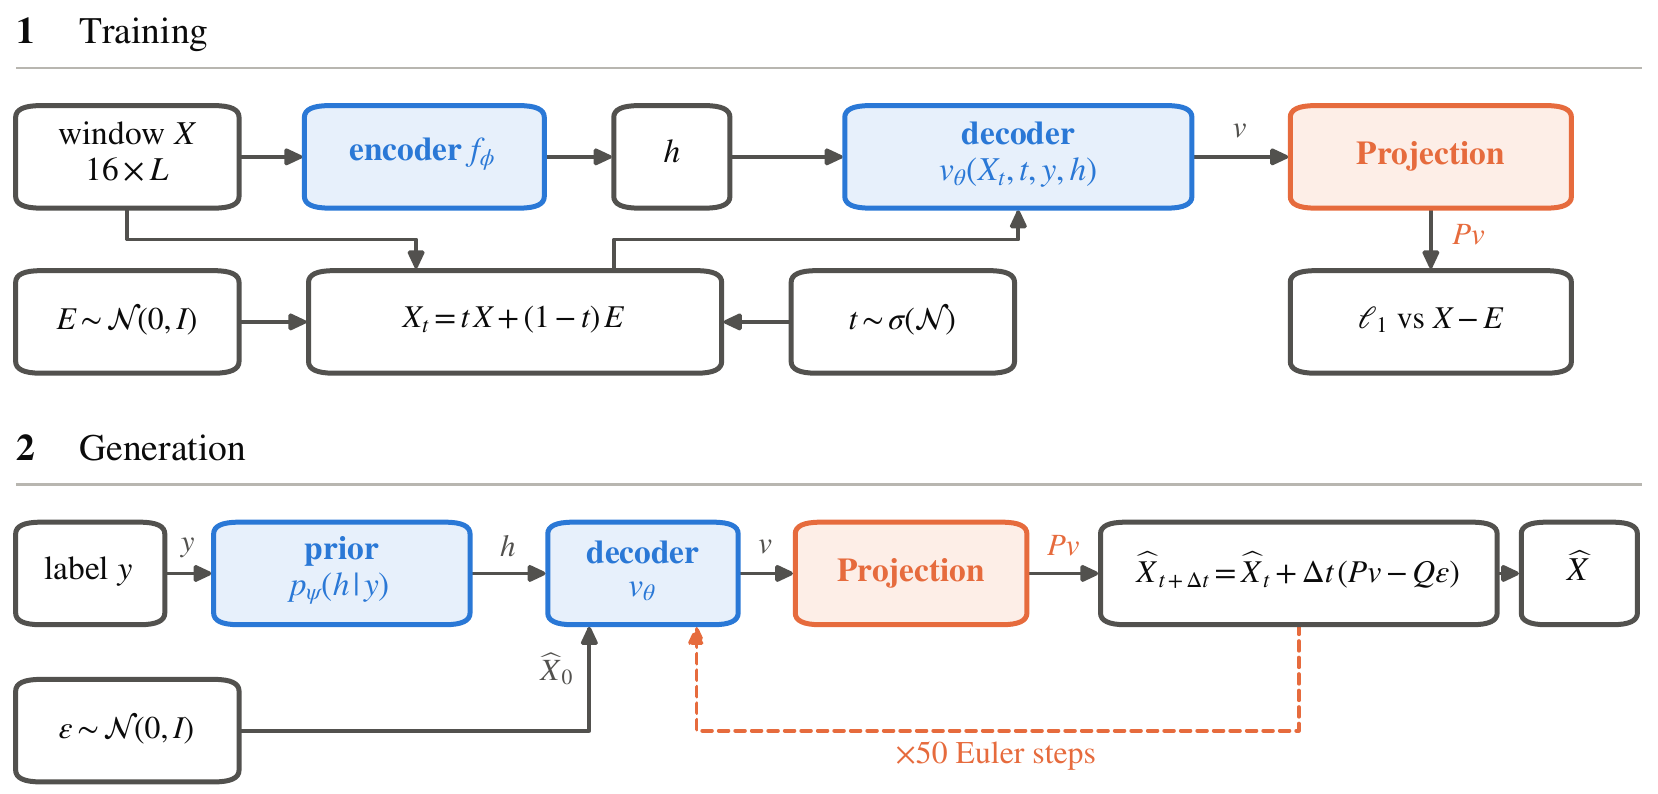 1 Training
window X
16 × L
encoder f_ϕ
h
decoder
v_θ(X_t, t, y, h)
v
Projection
Pv
E ∼ 𝒩(0, I)
X_t = tX + (1 − t)E
t ∼ σ(𝒩)
ℓ_1 vs X − E
2 Generation
label y
y
prior
p_ψ(h | y)
h
decoder
v_θ
v
Projection
Pv
X̂_{t+Δt} = X̂_t + Δt(Pv − Qε)
X̂
X̂_0
ε ∼ 𝒩(0, I)
×50 Euler steps